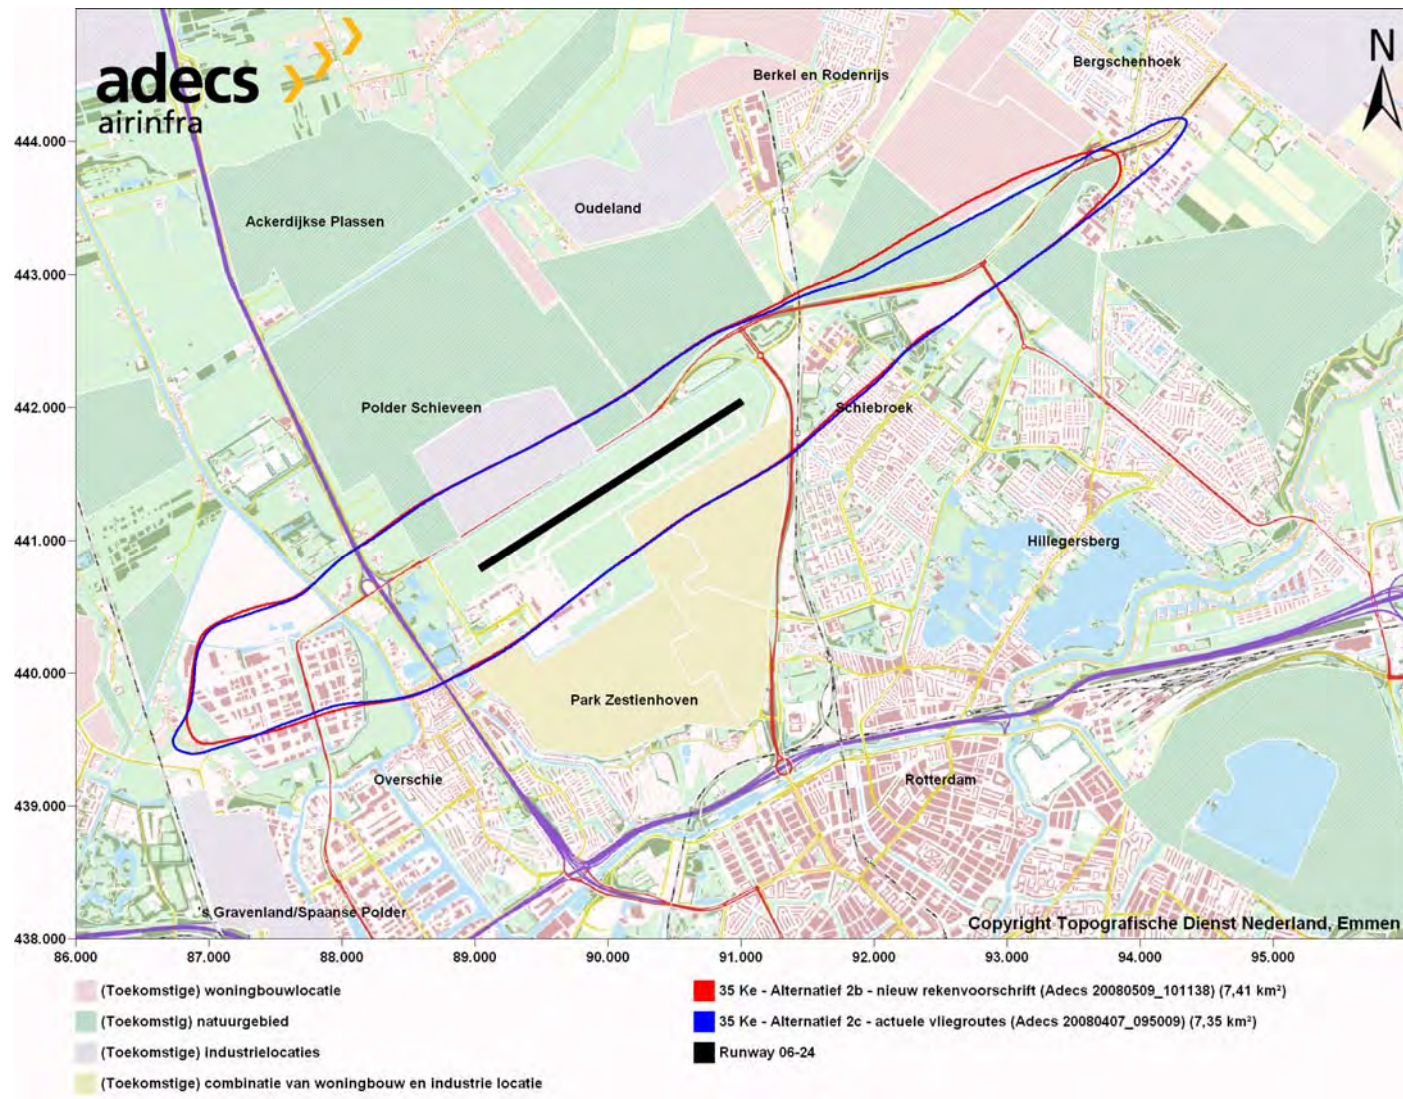 adecs
airinfra
N
Bergschenhoek
Berkel en Rodenrijs
Oudeland
Ackerdijkse Plassen
Polder Schieveen
Schiebroek
Hillegersberg
Park Zestienhoven
Overschie
Rotterdam
's Gravenland/Spaanse Polder
Copyright Topografische Dienst Nederland, Emmen
444.000
443.000
442.000
441.000
440.000
439.000
438.000
86.000 87.000 88.000 89.000 90.000 91.000 92.000 93.000 94.000 95.000
(Toekomstige) woningbouwlocatie
(Toekomstig) natuurgebied
(Toekomstige) industrielocaties
(Toekomstige) combinatie van woningbouw en industrie locatie
35 Ke - Alternatief 2b - nieuw rekenvoorschrift (Adecs 20080509_101138) (7,41 km²)
35 Ke - Alternatief 2c - actuele vliegroutes (Adecs 20080407_095009) (7,35 km²)
Runway 06-24